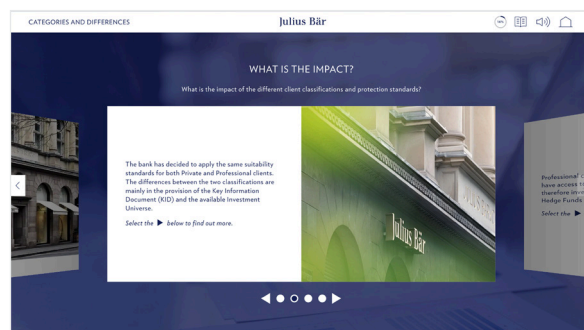 CATEGORIES AND DIFFERENCES
Julius Bär
WHAT IS THE IMPACT?
What is the impact of the different client classifications and protection standards?
The bank has decided to apply the same suitability
standards for both Private and Professional clients.
The differences between the two classifications are
mainly in the provision of the Key Information
Document (KID) and the available Investment
Universe.
Select the ▶ below to find out more.
Julius Bär
Professional c
have access to
therefore inve
Hedge Funds
Select the ▶